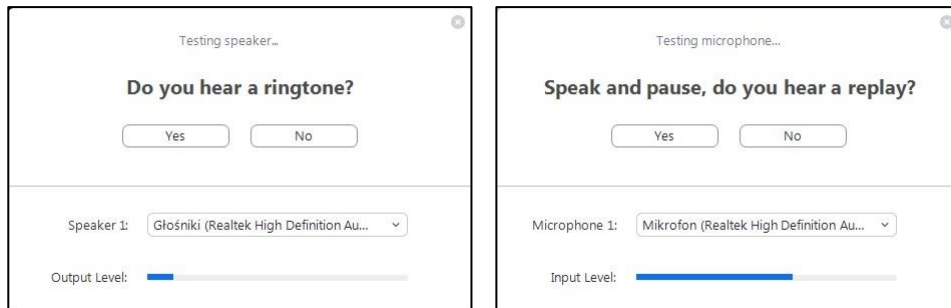 Testing speaker...
Do you hear a ringtone?
Yes No
Speaker 1: Głośniki (Realtek High Definition Au...
Output Level:
Testing microphone...
Speak and pause, do you hear a replay?
Yes No
Microphone 1: Mikrofon (Realtek High Definition Au...
Input Level: